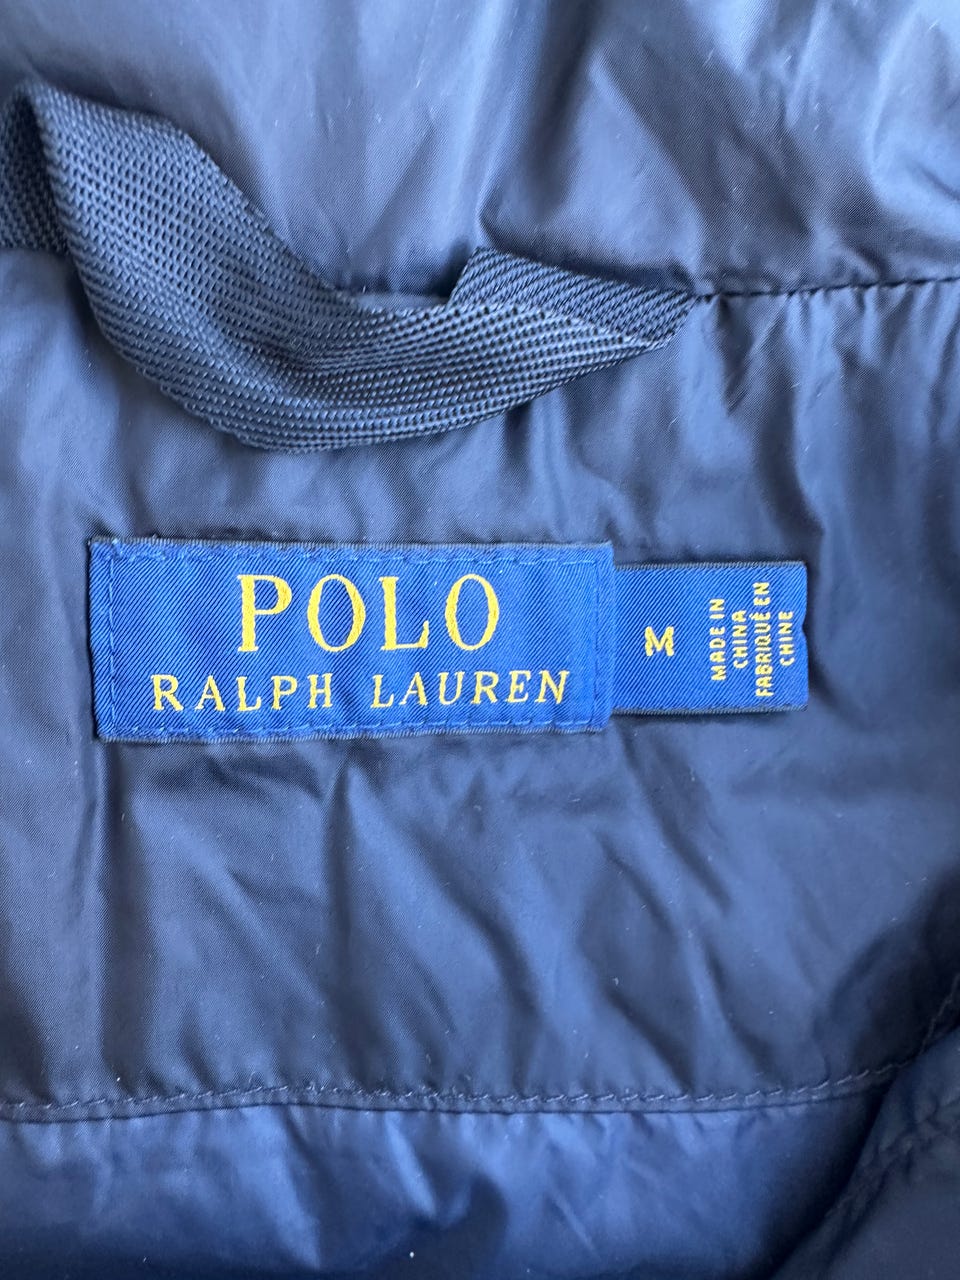 POLO
RALPH LAUREN
M
MADE IN
CHINA
FABRIQUÉ EN
CHINE